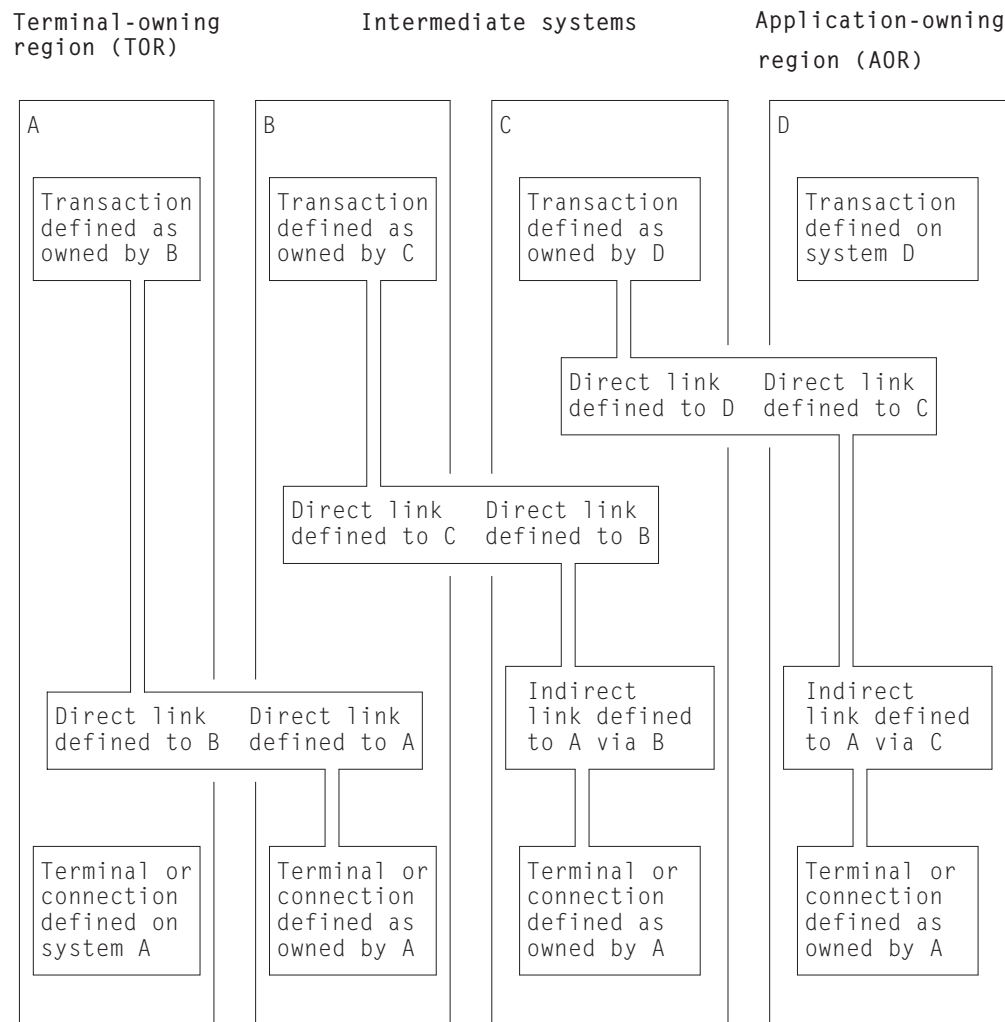 Terminal-owning
region (TOR)
Intermediate systems
Application-owning
region (AOR)
A
B
C
D
Transaction
defined as
owned by B
Transaction
defined as
owned by C
Transaction
defined as
owned by D
Transaction
defined on
system D
Direct link
defined to D
Direct link
defined to C
Direct link
defined to C
Direct link
defined to B
Direct link
defined to B
Direct link
defined to A
Indirect
link defined
to A via B
Indirect
link defined
to A via C
Terminal or
connection
defined on
system A
Terminal or
connection
defined as
owned by A
Terminal or
connection
defined as
owned by A
Terminal or
connection
defined as
owned by A